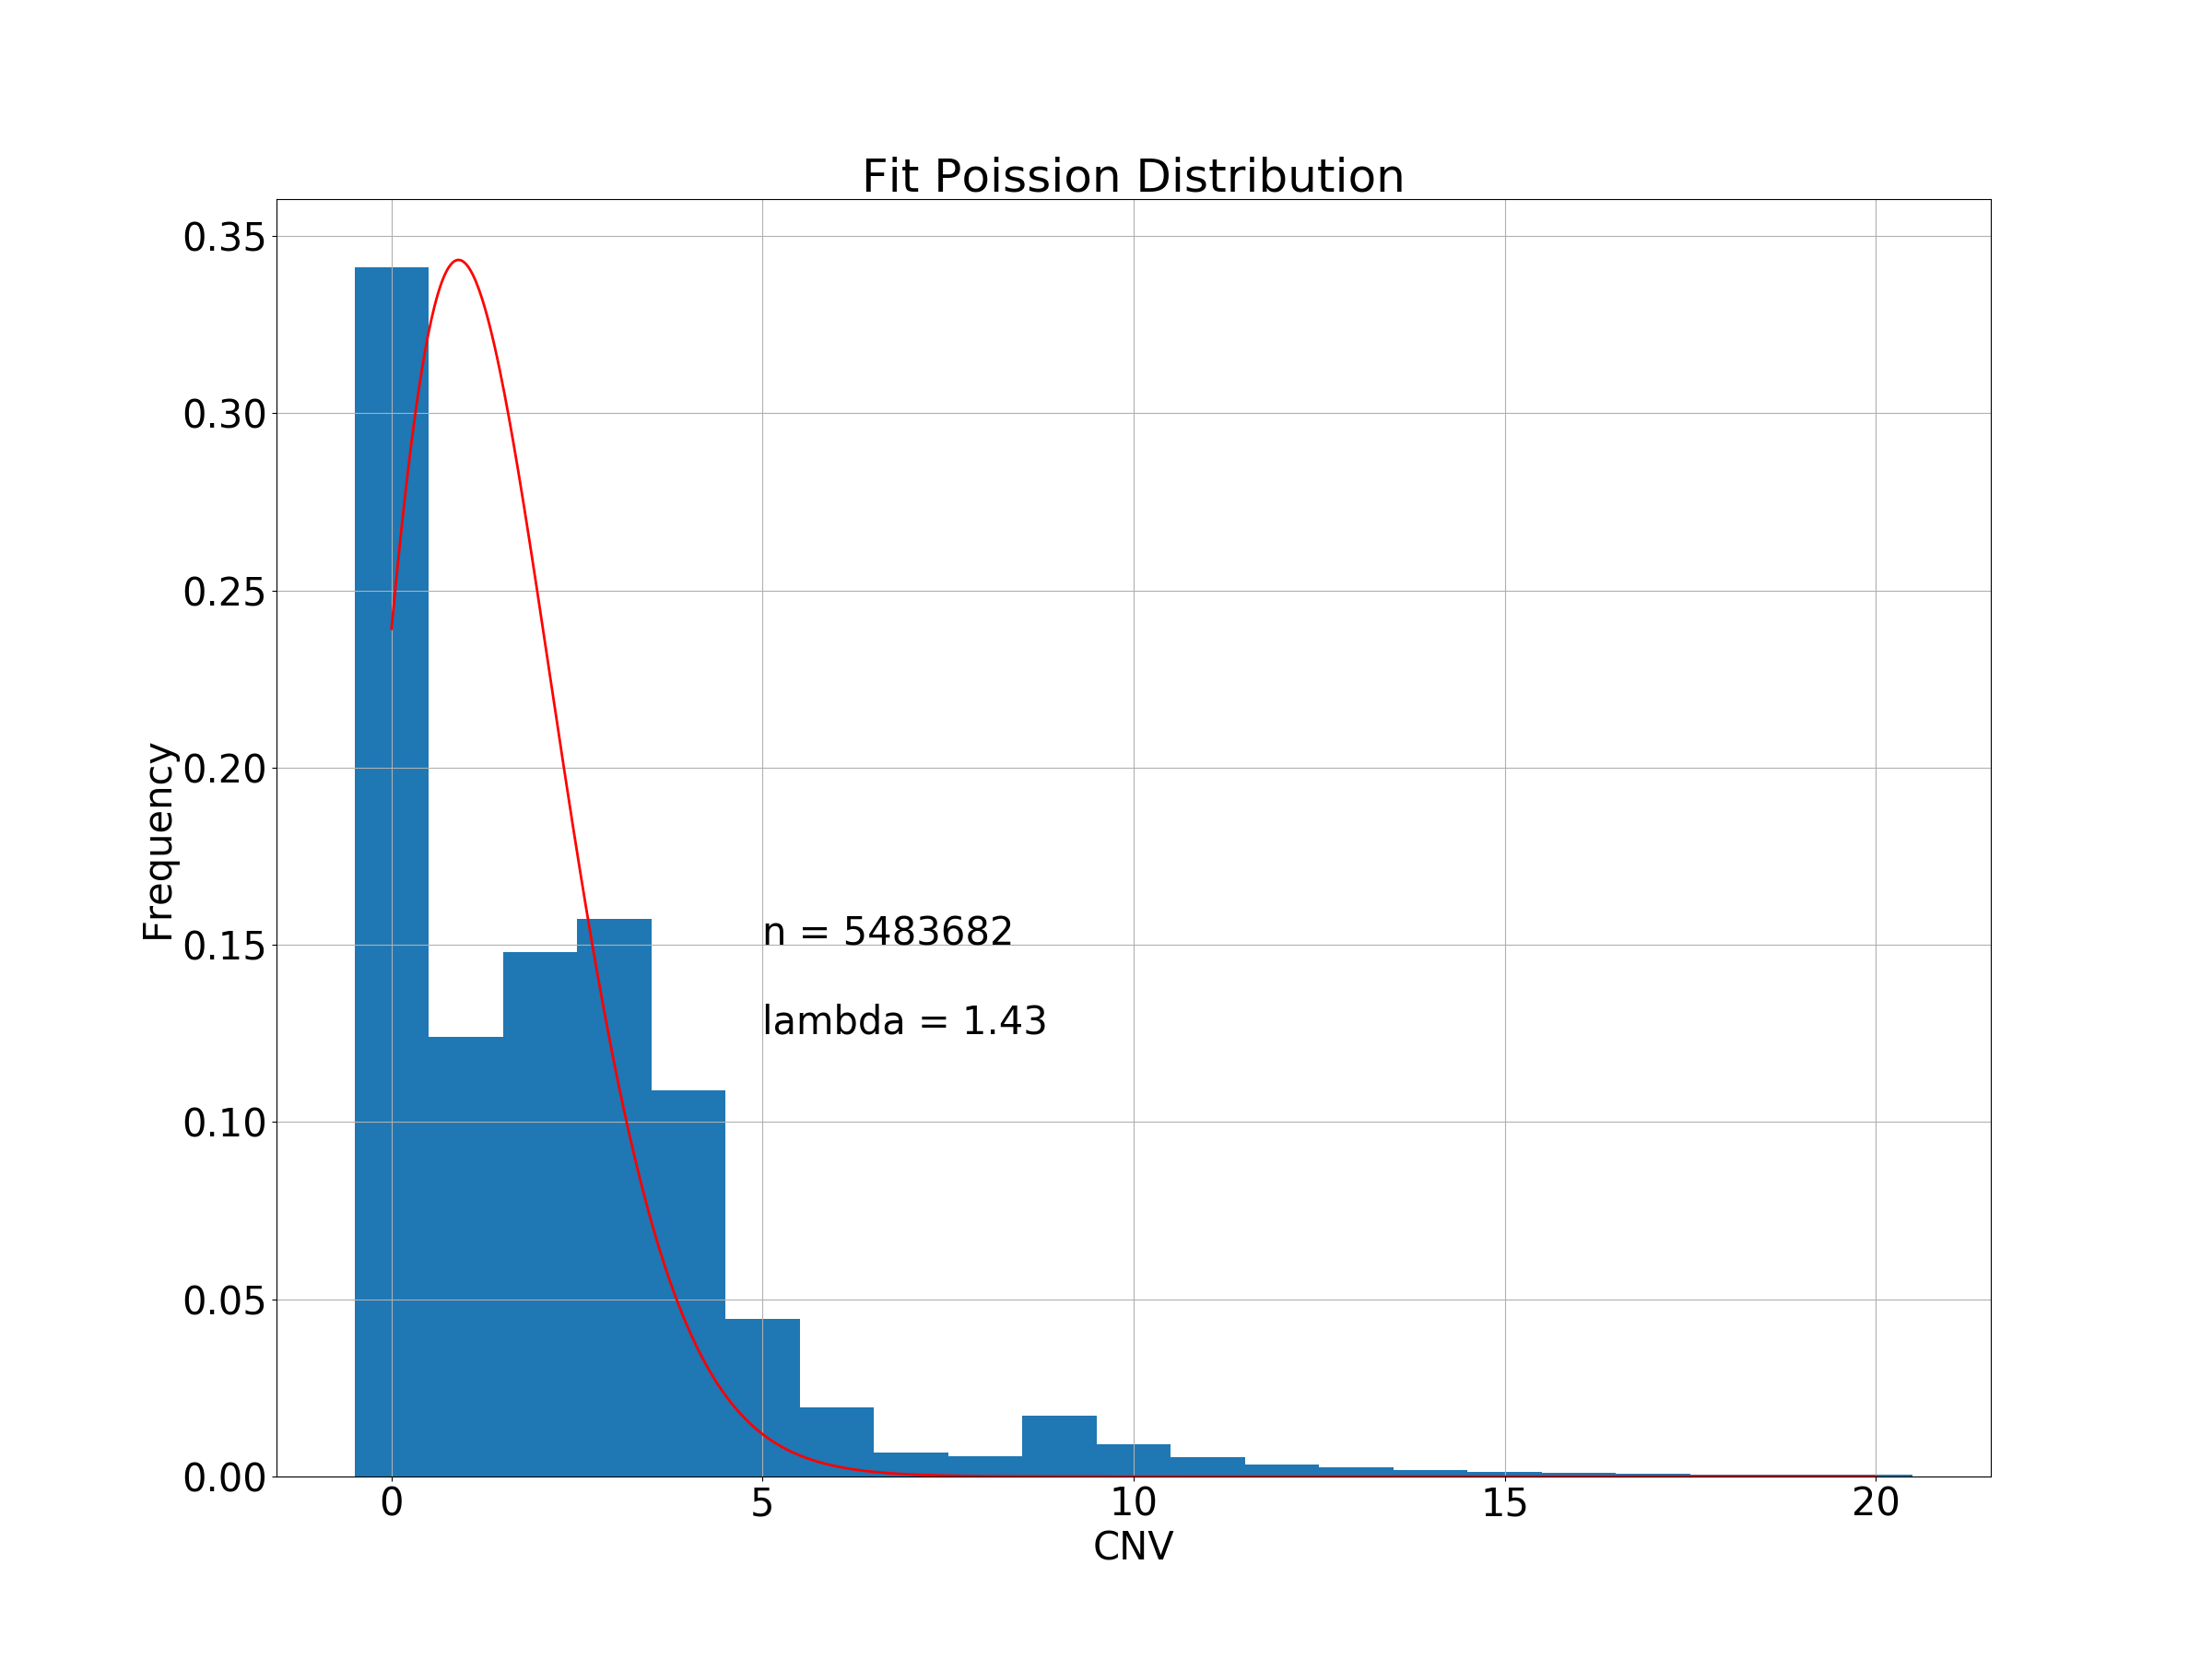 Fit Poission Distribution
0.35
0.30
0.25
0.20
0.15
0.10
0.05
0.00
Frequency
n = 5483682
lambda = 1.43
0 5 10 15 20
CNV